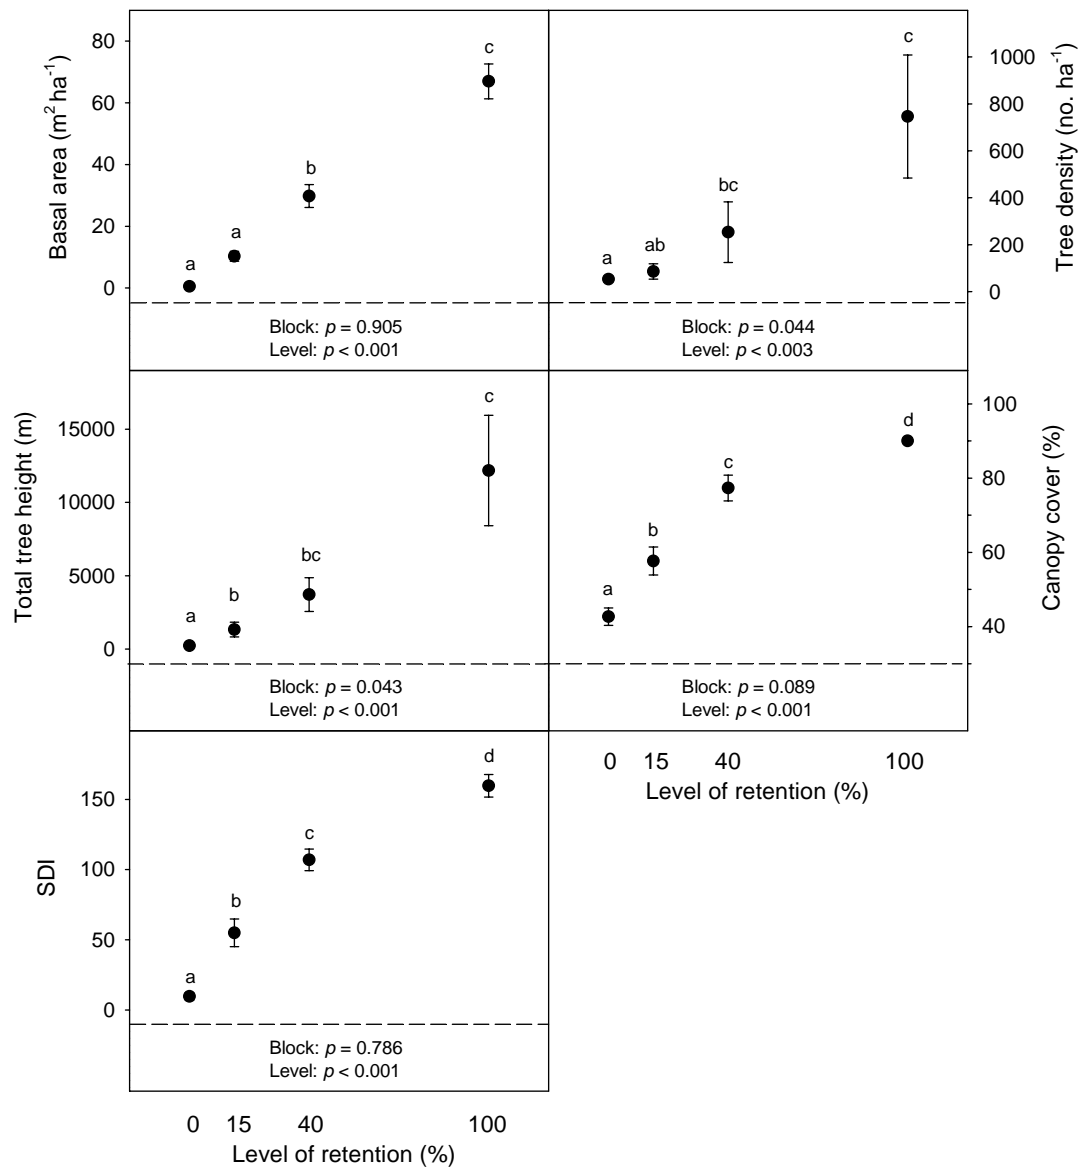 Basal area (m2 ha-1)
80
60
40
20
0
a
a
b
c
Block: p = 0.905
Level: p < 0.001
Tree density (no. ha-1)
1000
800
600
400
200
0
a
ab
bc
c
Block: p = 0.044
Level: p < 0.003
Total tree height (m)
15000
10000
5000
0
a
b
bc
c
Block: p = 0.043
Level: p < 0.001
Canopy cover (%)
100
80
60
40
a
b
c
d
Block: p = 0.089
Level: p < 0.001
0 15 40 100
Level of retention (%)
SDI
150
100
50
0
a
b
c
d
Block: p = 0.786
Level: p < 0.001
0 15 40 100
Level of retention (%)